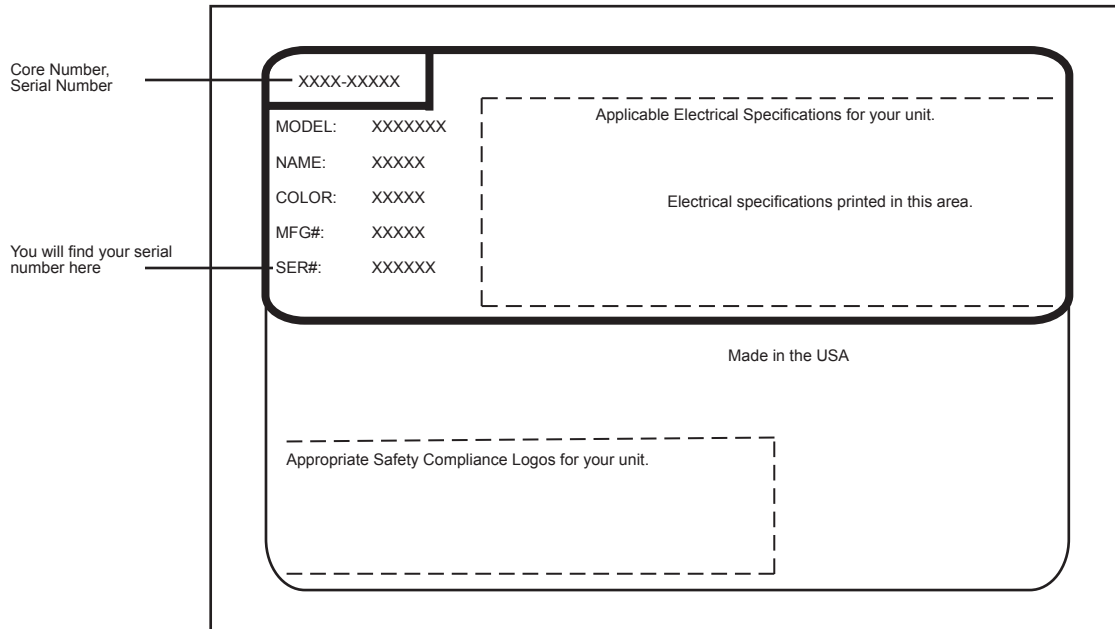 Core Number,
Serial Number
XXXX-XXXXX
MODEL: XXXXXXX
NAME: XXXXX
COLOR: XXXXX
MFG#: XXXXX
You will find your serial
number here
SER#: XXXXXX
Applicable Electrical Specifications for your unit.
Electrical specifications printed in this area.
Made in the USA
Appropriate Safety Compliance Logos for your unit.